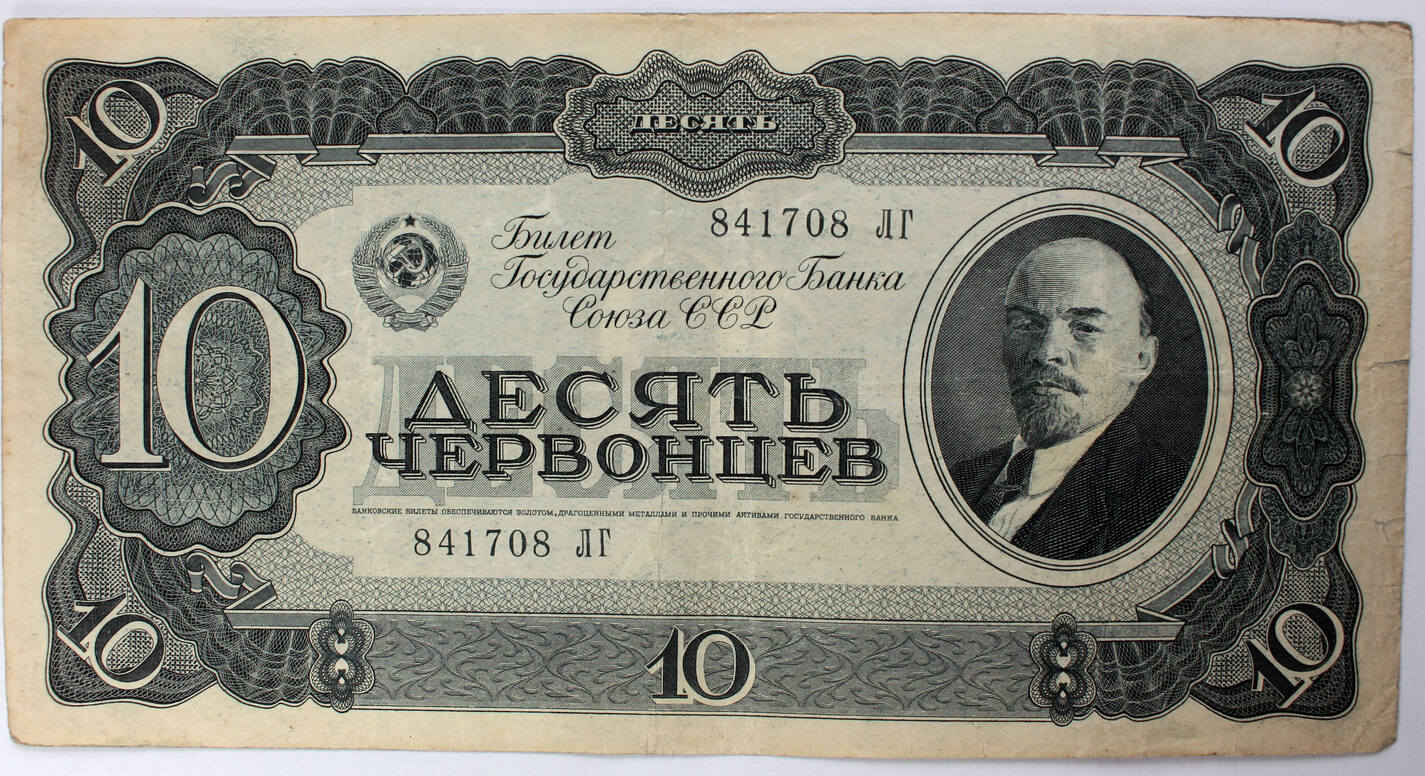 10
ДЕСЯТЬ
10
841708 ЛГ
Билет
Государственного Банка
Союза ССР
10
ДЕСЯТЬ
ДЕСЯТЬ
ЧЕРВОНЦЕВ
БАНКОВСКИЕ БИЛЕТЫ ОБЕСПЕЧИВАЮТСЯ ЗОЛОТОМ, ДРАГОЦЕННЫМИ МЕТАЛЛАМИ И ПРОЧИМИ АКТИВАМИ ГОСУДАРСТВЕННОГО БАНКА
841708 ЛГ
10
10
10